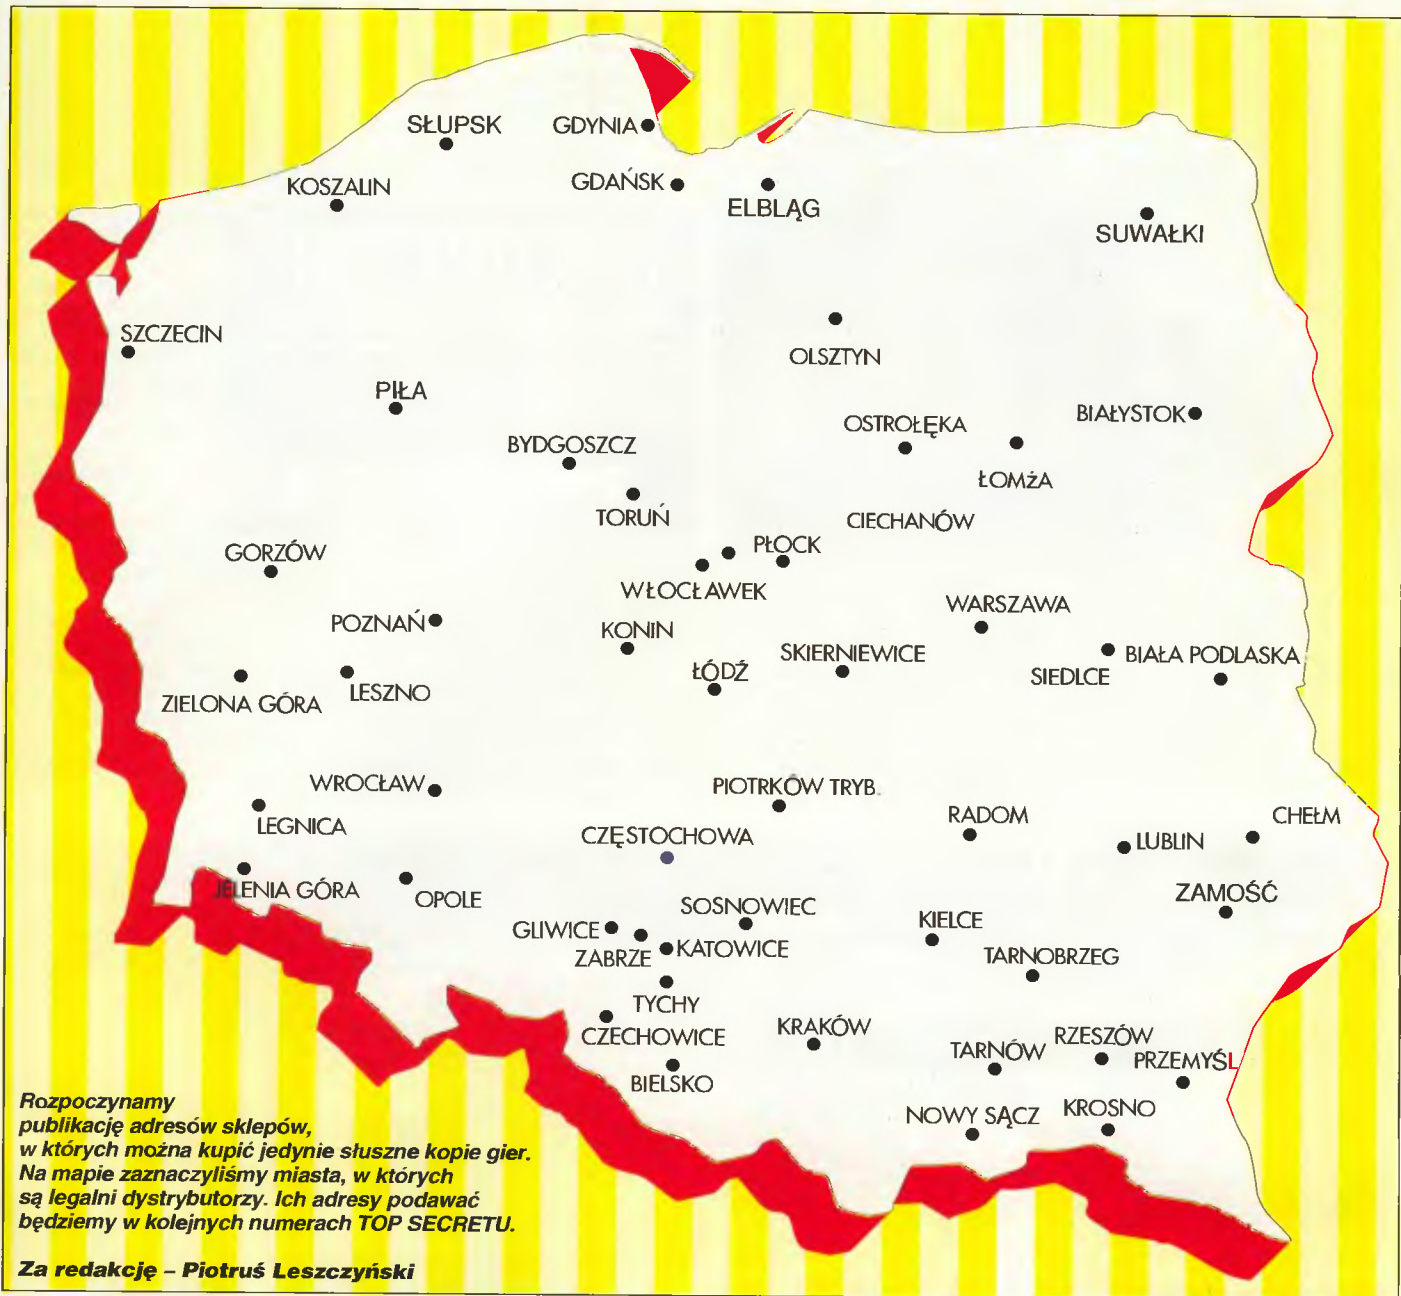 SŁUPSK
GDYNIA
KOSZALIN
GDAŃSK
ELBLĄG
SUWAŁKI
SZCZECIN
OLSZTYN
PIŁA
BIAŁYSTOK
OSTROŁĘKA
BYDGOSZCZ
ŁOMŻA
TORUŃ
CIECHANÓW
GORZÓW
PŁOCK
WŁOCŁAWEK
WARSZAWA
POZNAŃ
KONIN
SKIERNIEWICE
BIAŁA PODLASKA
ŁÓDŹ
SIEDLCE
LESZNO
ZIELONA GÓRA
WROCŁAW
PIOTRKÓW TRYB.
LEGNICA
RADOM
CHEŁM
CZĘSTOCHOWA
LUBLIN
JELENIA GÓRA
OPOLE
ZAMOŚĆ
SOSNOWIEC
KIELCE
GLIWICE
KATOWICE
ZABRZE
TARNOBRZEG
TYCHY
CZECHOWICE
KRAKÓW
RZESZÓW
TARNÓW
PRZEMYŚL
BIELSKO
NOWY SĄCZ
KROSNO
Rozpoczynamy
publikację adresów sklepów,
w których można kupić jedynie słuszne kopie gier.
Na mapie zaznaczyliśmy miasta, w których
są legalni dystrybutorzy. Ich adresy podawać
będziemy w kolejnych numerach TOP SECRETU.
Za redakcję – Piotruś Leszczyński